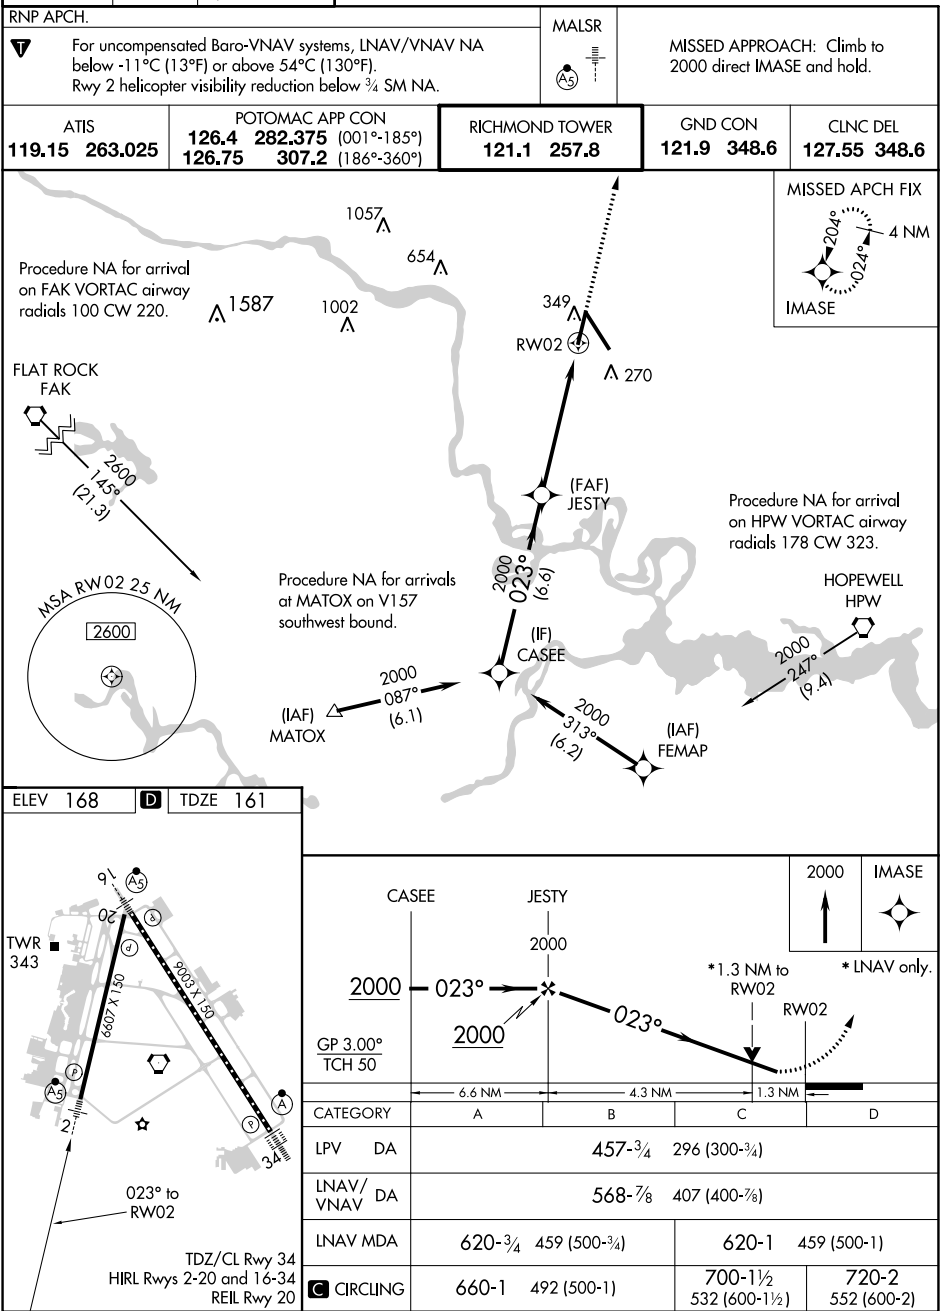 RNP APCH.
T
For uncompensated Baro-VNAV systems, LNAV/VNAV NA
below -11°C (13°F) or above 54°C (130°F).
Rwy 2 helicopter visibility reduction below ¾ SM NA.
MALSR
A5
MISSED APPROACH: Climb to
2000 direct IMASE and hold.
ATIS
119.15 263.025
POTOMAC APP CON
126.4 282.375 (001°-185°)
126.75 307.2 (186°-360°)
RICHMOND TOWER
121.1 257.8
GND CON
121.9 348.6
CLNC DEL
127.55 348.6
MISSED APCH FIX
204°
024°
4 NM
IMASE
1057
654
1587
1002
349
RW02
270
Procedure NA for arrival
on FAK VORTAC airway
radials 100 CW 220.
FLAT ROCK
FAK
2600
145°
(21.3)
(FAF)
JESTY
Procedure NA for arrival
on HPW VORTAC airway
radials 178 CW 323.
2000
023°
(6.6)
Procedure NA for arrivals
at MATOX on V157
southwest bound.
HOPEWELL
HPW
2000
247°
(9.4)
MSA RW02 25 NM
2600
(IF)
CASEE
2000
087°
(6.1)
(IAF)
MATOX
2000
313°
(6.2)
(IAF)
FEMAP
ELEV 168
D
TDZE 161
16
A5
20
P
P
TWR
343
6607 X 150
9003 X 150
P
A5
2
A
P
34
023° to
RW02
TDZ/CL Rwy 34
HIRL Rwys 2-20 and 16-34
REIL Rwy 20
2000
IMASE
CASEE
JESTY
2000
*1.3 NM to
RW02
* LNAV only.
RW02
2000
023°
2000
023°
GP 3.00°
TCH 50
6.6 NM
4.3 NM
1.3 NM
CATEGORY A B C D
LPV DA 457-¾ 296 (300-¾)
LNAV/
VNAV DA 568-⅞ 407 (400-⅞)
LNAV MDA 620-¾ 459 (500-¾) 620-1 459 (500-1)
C CIRCLING 660-1 492 (500-1) 700-1½ 720-2
532 (600-1½) 552 (600-2)